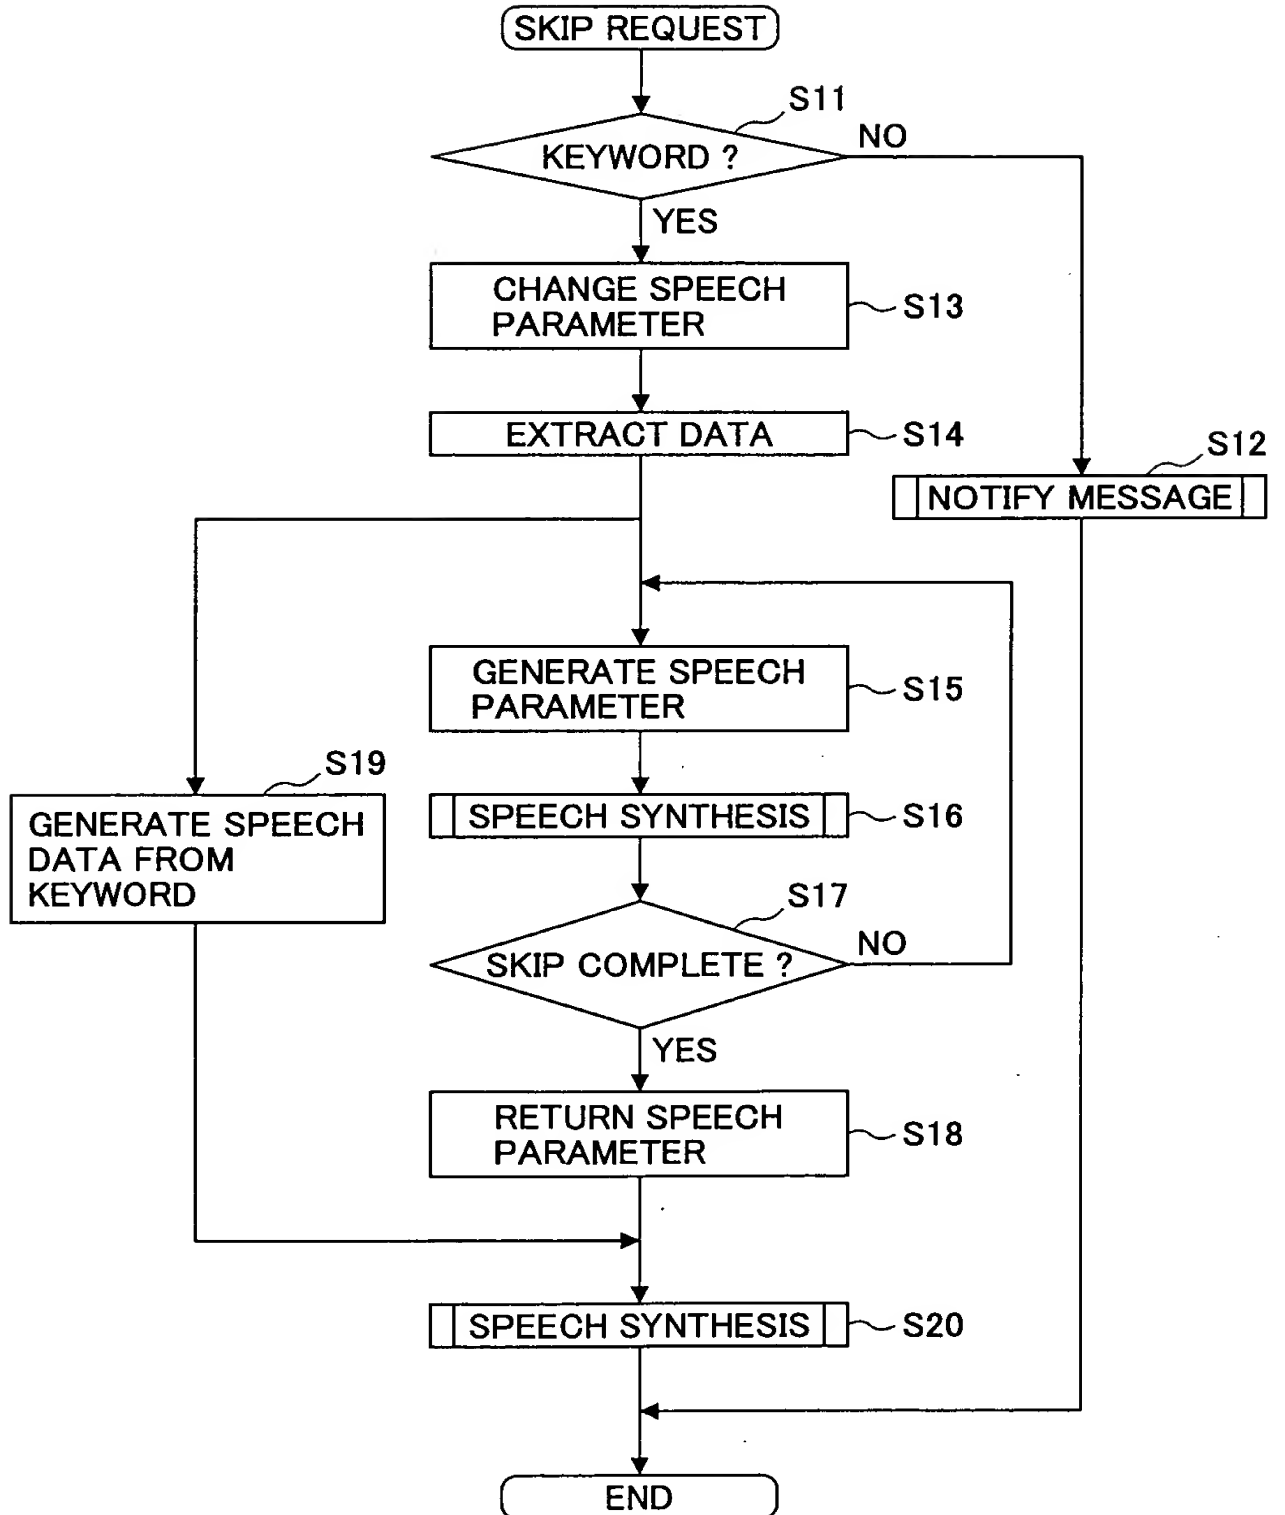 SKIP REQUEST
S11
KEYWORD ?
NO
YES
CHANGE SPEECH
PARAMETER
S13
EXTRACT DATA
S14
S12
NOTIFY MESSAGE
GENERATE SPEECH
PARAMETER
S15
S19
GENERATE SPEECH
DATA FROM
KEYWORD
SPEECH SYNTHESIS
S16
S17
SKIP COMPLETE ?
NO
YES
RETURN SPEECH
PARAMETER
S18
SPEECH SYNTHESIS
S20
END